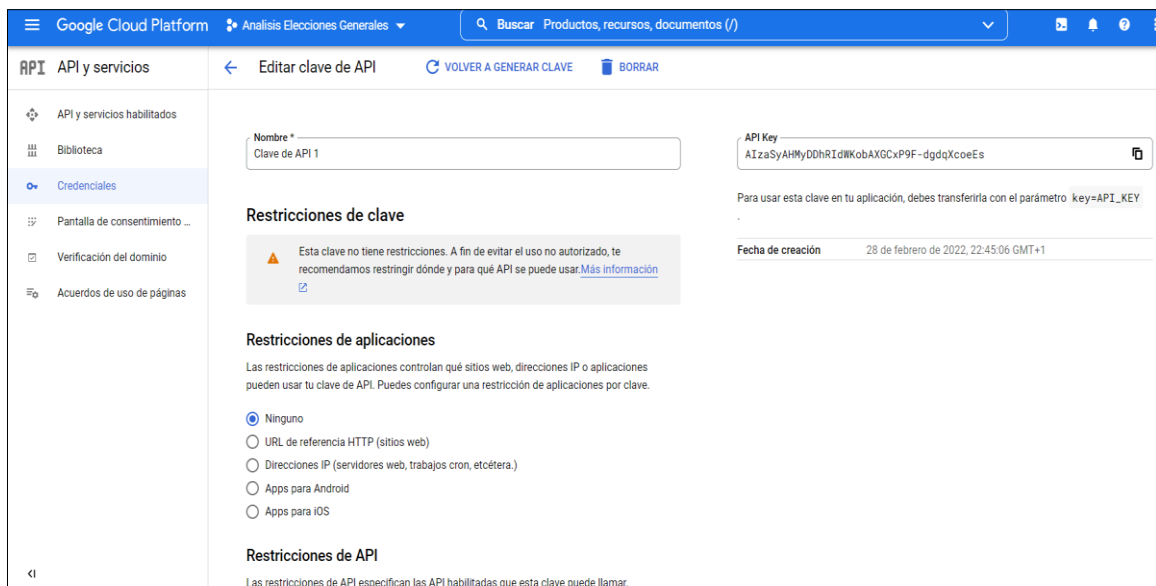 Google Cloud Platform
Analisis Elecciones Generales
Buscar Productos, recursos, documentos (/)
API API y servicios
Editar clave de API
VOLVER A GENERAR CLAVE
BORRAR
API y servicios habilitados
Biblioteca
Credenciales
Pantalla de consentimiento ...
Verificación del dominio
Acuerdos de uso de páginas
Nombre *
Clave de API 1
Restricciones de clave
Esta clave no tiene restricciones. A fin de evitar el uso no autorizado, te
recomendamos restringir dónde y para qué API se puede usar.Más información
Restricciones de aplicaciones
Las restricciones de aplicaciones controlan qué sitios web, direcciones IP o aplicaciones
pueden usar tu clave de API. Puedes configurar una restricción de aplicaciones por clave.
Ninguno
URL de referencia HTTP (sitios web)
Direcciones IP (servidores web, trabajos cron, etcétera.)
Apps para Android
Apps para iOS
Restricciones de API
Las restricciones de API especifican las API habilitadas que esta clave puede llamar.
API Key
AIzaSyAHMyDDhRIdWKobAXGCxP9F-dgdqXcoeEs
Para usar esta clave en tu aplicación, debes transferirla con el parámetro key=API_KEY
.
Fecha de creación 28 de febrero de 2022, 22:45:06 GMT+1